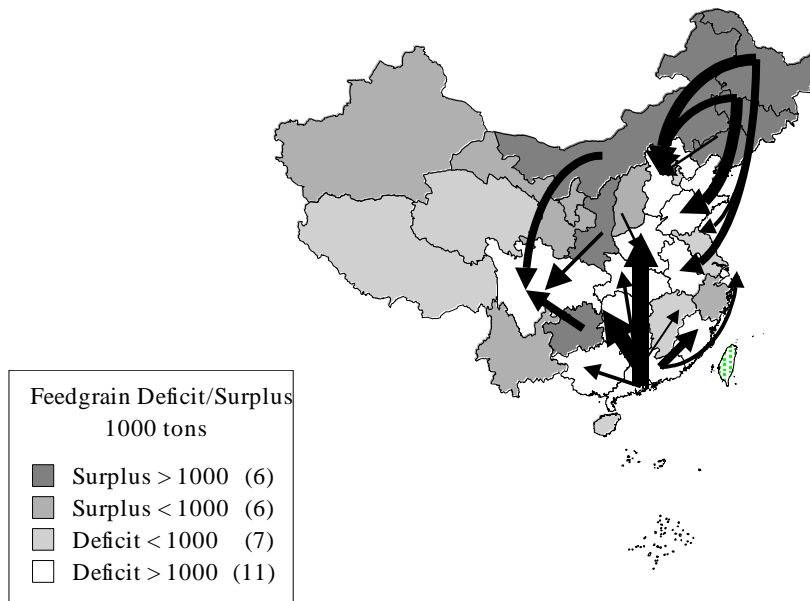 Feedgrain Deficit/Surplus
1000 tons
Surplus > 1000 (6)
Surplus < 1000 (6)
Deficit < 1000 (7)
Deficit > 1000 (11)